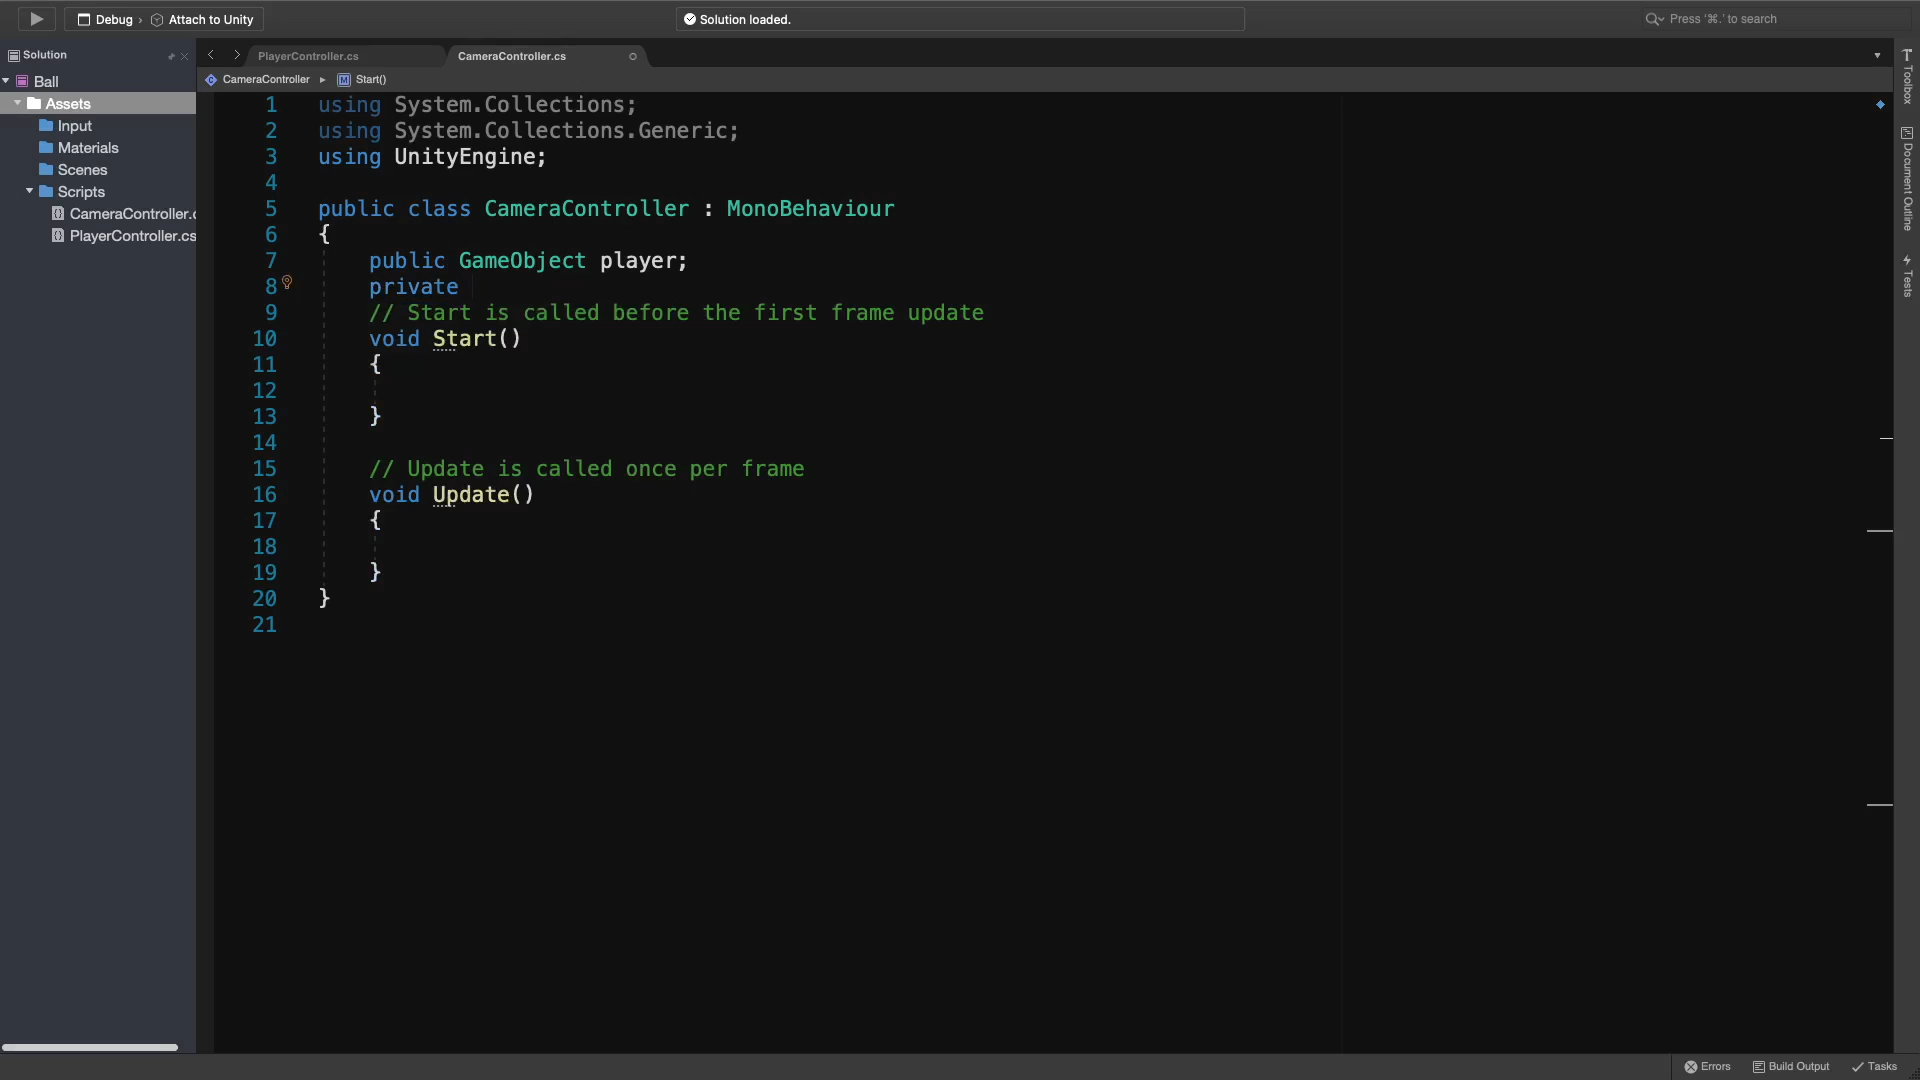 Debug › Attach to Unity
Solution loaded.
Press '⌘.' to search
Solution
Ball
Assets
Input
Materials
Scenes
Scripts
CameraController.c
PlayerController.cs
PlayerController.cs
CameraController.cs
CameraController ▸ M Start()
1 using System.Collections;
2 using System.Collections.Generic;
3 using UnityEngine;
4
5 public class CameraController : MonoBehaviour
6 {
7 public GameObject player;
8 private
9 // Start is called before the first frame update
10 void Start()
11 {
12
13 }
14
15 // Update is called once per frame
16 void Update()
17 {
18
19 }
20 }
21
Toolbox
Document Outline
Tests
Errors
Build Output
Tasks